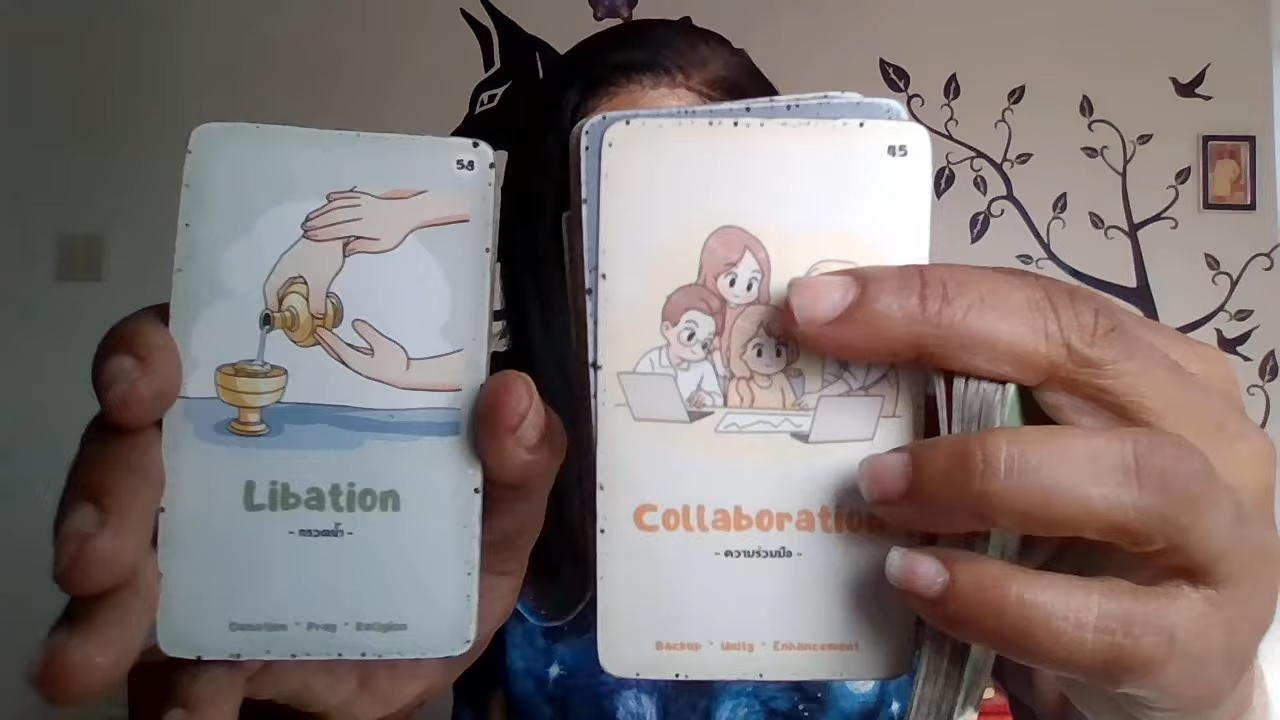 58
Libation
- กรวดน้ำ -
Donation * Pray * Religion
45
Collaboration
- ความร่วมมือ -
Backup * Unity * Enhancement